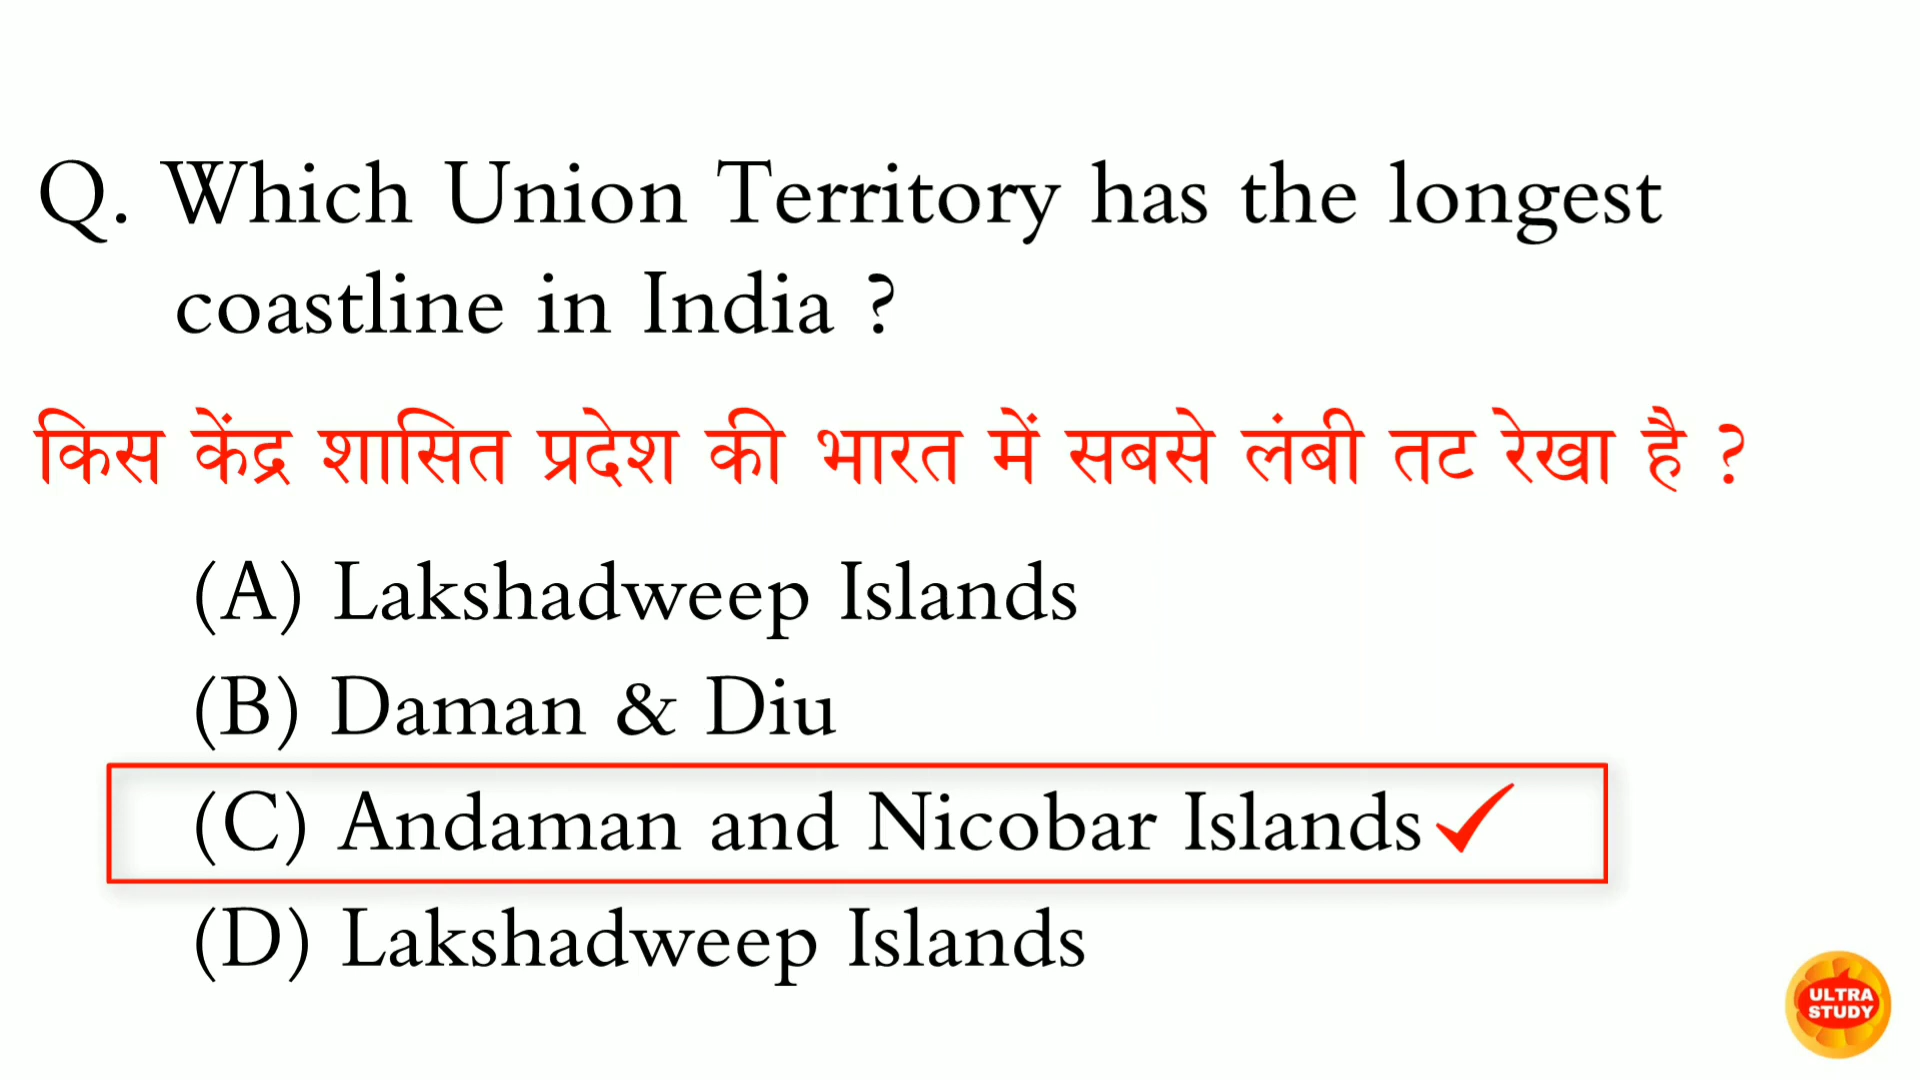 Q. Which Union Territory has the longest
coastline in India ?
किस केंद्र शासित प्रदेश की भारत में सबसे लंबी तट रेखा है ?
(A) Lakshadweep Islands
(B) Daman & Diu
(C) Andaman and Nicobar Islands
(D) Lakshadweep Islands
ULTRA
STUDY